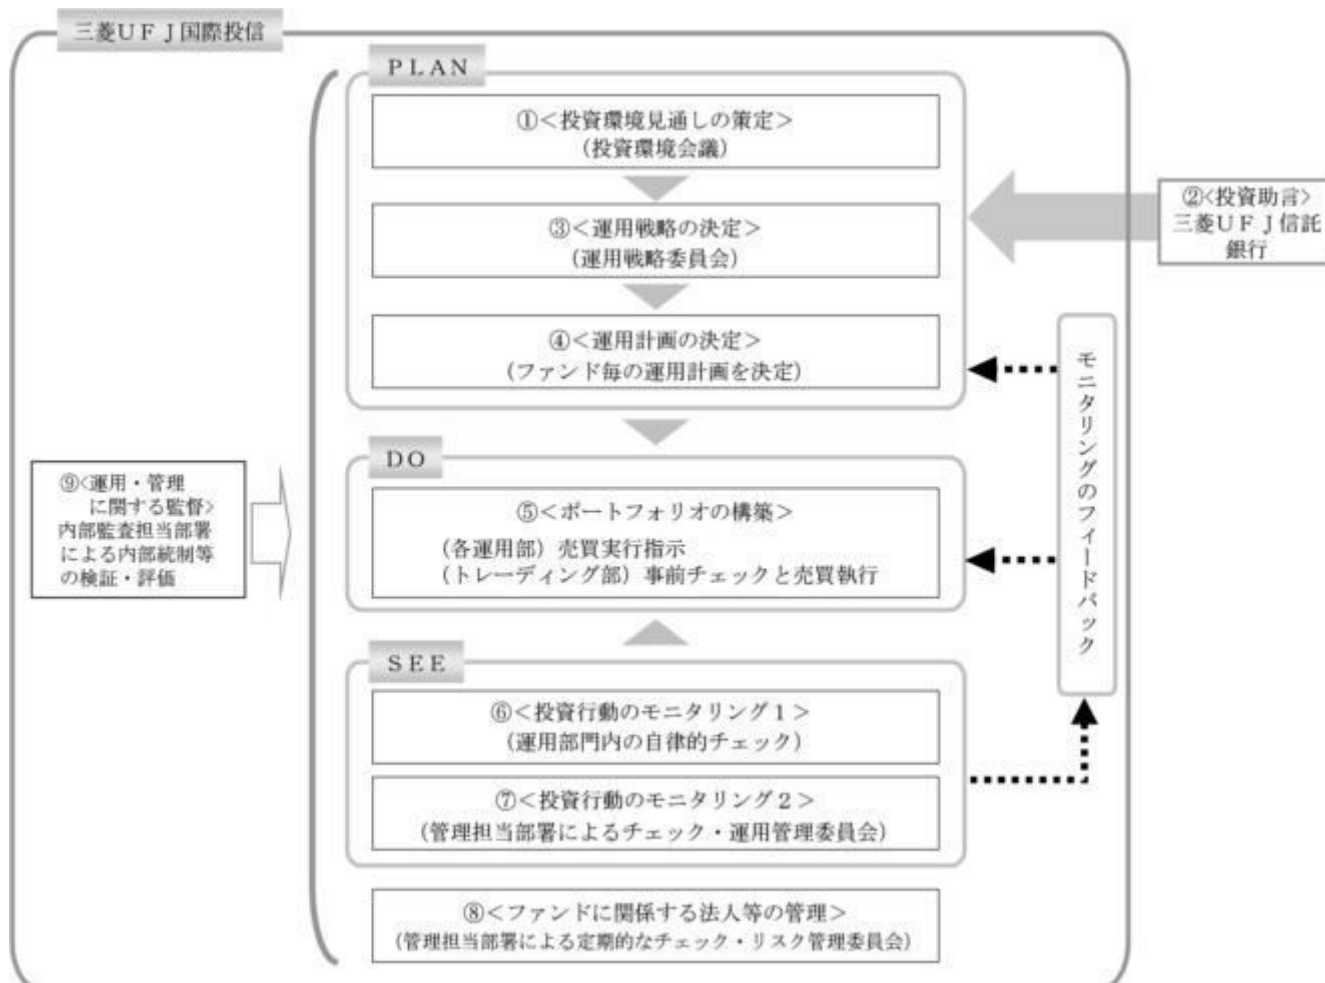 三菱ＵＦＪ国際投信
ＰＬＡＮ
①＜投資環境見通しの策定＞
（投資環境会議）
②<投資助言>
三菱ＵＦＪ信託
銀行
③＜運用戦略の決定＞
（運用戦略委員会）
④＜運用計画の決定＞
（ファンド毎の運用計画を決定）
モニタリングのフィードバック
ＤＯ
⑤＜ポートフォリオの構築＞
（各運用部）売買実行指示
（トレーディング部）事前チェックと売買執行
⑨<運用・管理
に関する監督>
内部監査担当部署
による内部統制等
の検証・評価
ＳＥＥ
⑥＜投資行動のモニタリング１＞
（運用部門内の自律的チェック）
⑦＜投資行動のモニタリング２＞
（管理担当部署によるチェック・運用管理委員会）
⑧＜ファンドに関係する法人等の管理＞
（管理担当部署による定期的なチェック・リスク管理委員会）